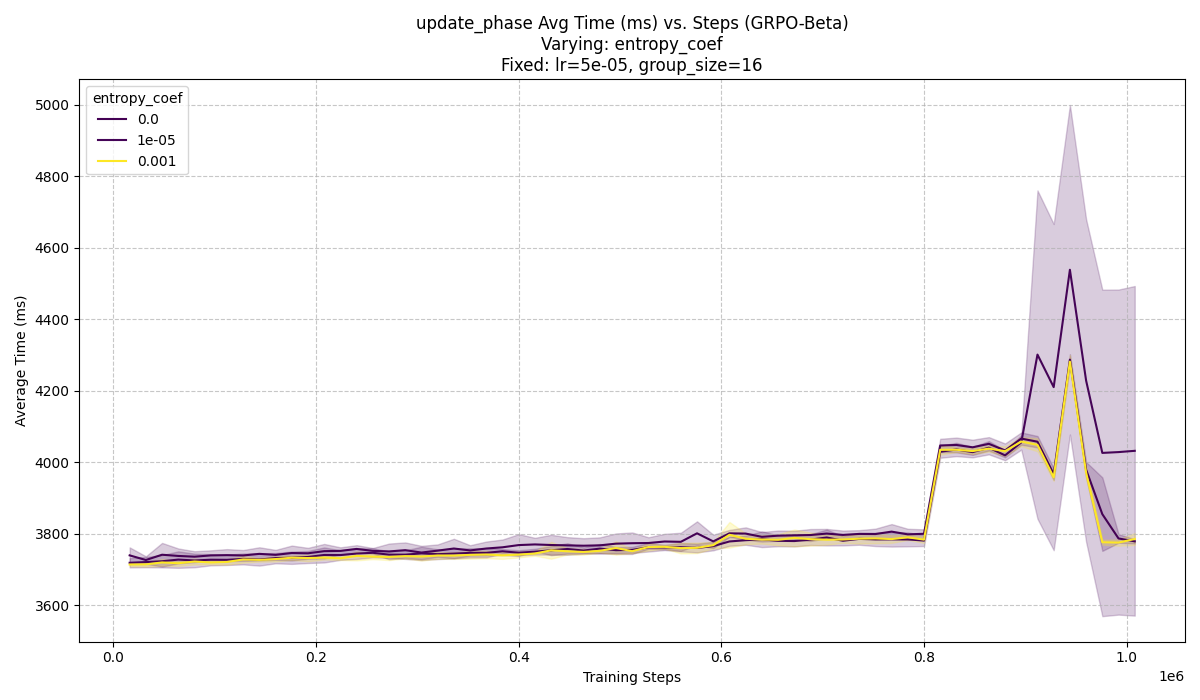 update_phase Avg Time (ms) vs. Steps (GRPO-Beta)
Varying: entropy_coef
Fixed: lr=5e-05, group_size=16
entropy_coef
0.0
1e-05
0.001
5000
4800
4600
4400
4200
4000
3800
3600
Average Time (ms)
0.0 0.2 0.4 0.6 0.8 1.0
1e6
Training Steps